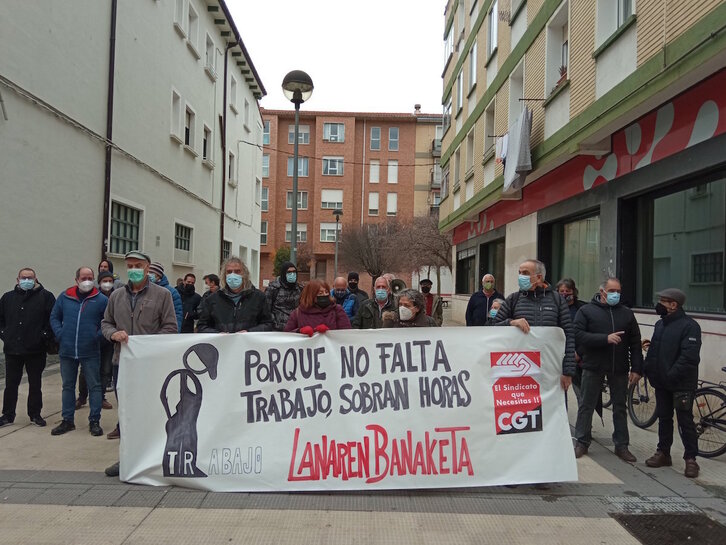 PORQUE NO FALTA
TRABAJO, SOBRAN HORAS
LANAREN BANAKETA
TRABAJO
El Sindicato
que
Necesitas !!
CGT